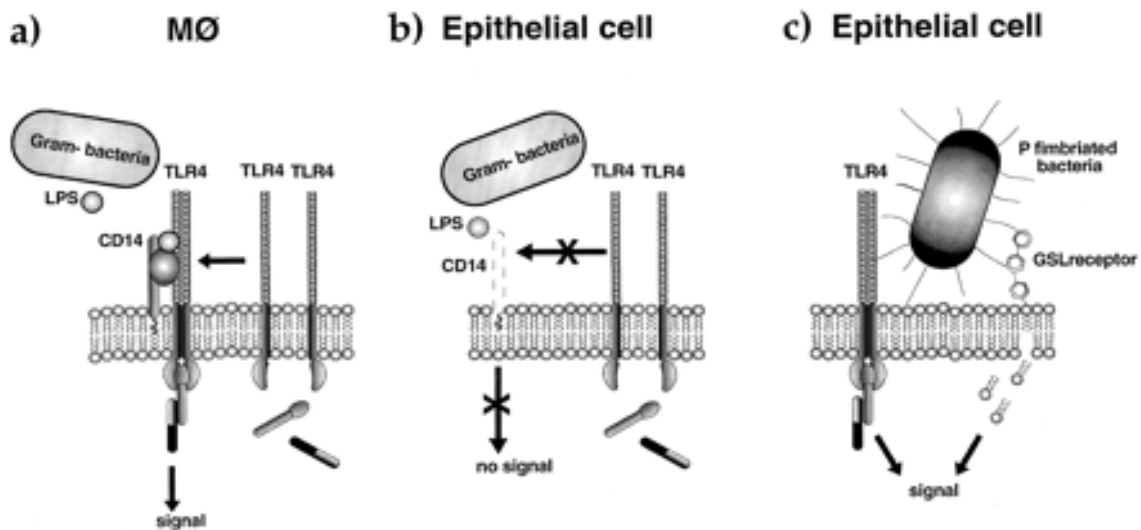 a) MØ
Gram- bacteria
LPS
TLR4
TLR4 TLR4
CD14
signal
b) Epithelial cell
Gram- bacteria
LPS
TLR4 TLR4
CD14
X
X
no signal
c) Epithelial cell
P fimbriated
bacteria
TLR4
GSLreceptor
signal